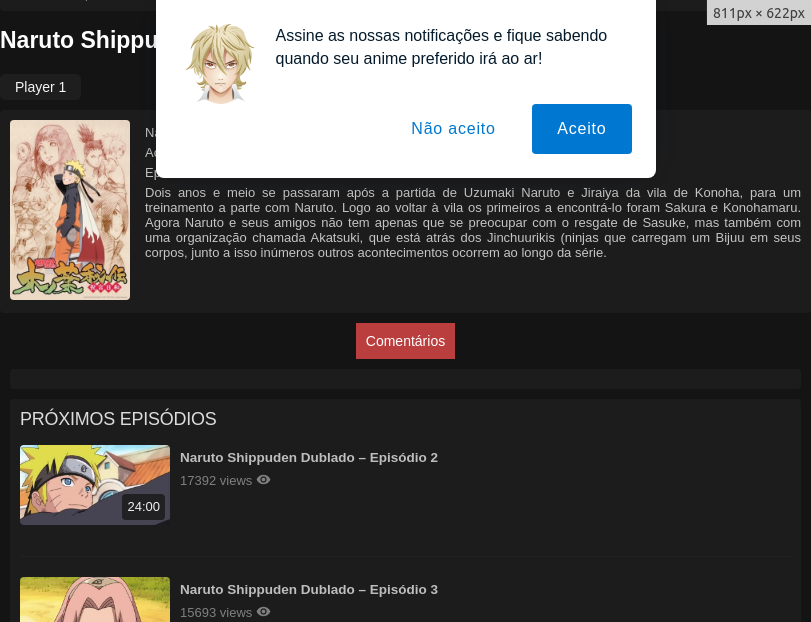 811px × 622px
Assine as nossas notificações e fique sabendo
quando seu anime preferido irá ao ar!
Não aceito
Aceito
Naruto
Player 1
Dois anos e meio se passaram após a partida de Uzumaki Naruto e Jiraiya da vila de Konoha, para um
treinamento a parte com Naruto. Logo ao voltar à vila os primeiros a encontrá-lo foram Sakura e Konohamaru.
Agora Naruto e seus amigos não tem apenas que se preocupar com o resgate de Sasuke, mas também com
uma organização chamada Akatsuki, que está atrás dos Jinchuurikis (ninjas que carregam um Bijuu em seus
corpos, junto a isso inúmeros outros acontecimentos ocorrem ao longo da série.
Comentários
PRÓXIMOS EPISÓDIOS
Naruto Shippuden Dublado – Episódio 2
17392 views
24:00
Naruto Shippuden Dublado – Episódio 3
15693 views